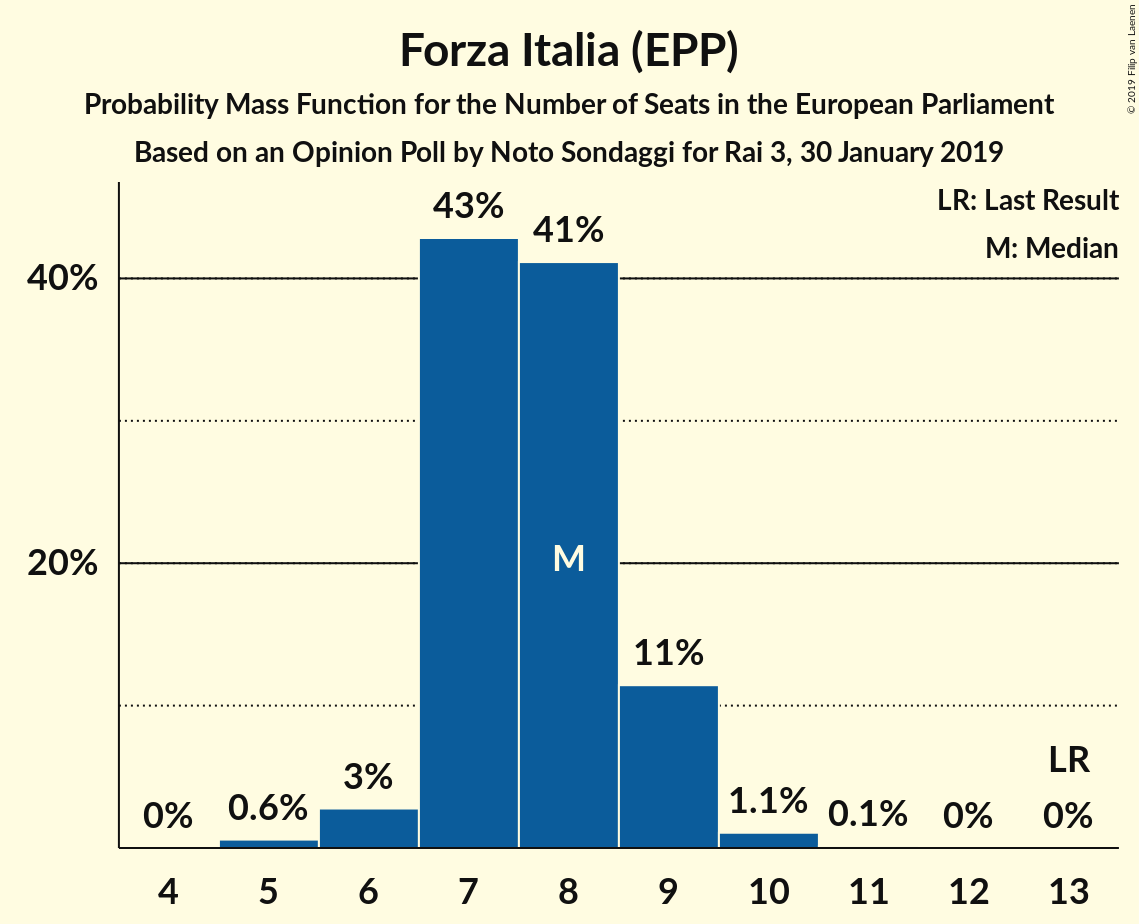 Forza Italia (EPP)
Probability Mass Function for the Number of Seats in the European Parliament
Based on an Opinion Poll by Noto Sondaggi for Rai 3, 30 January 2019
© 2019 Filip van Laenen
LR: Last Result
M: Median
40%
20%
0%
0.6%
3%
43%
41%
M
11%
1.1%
0.1%
0%
LR
0%
4 5 6 7 8 9 10 11 12 13